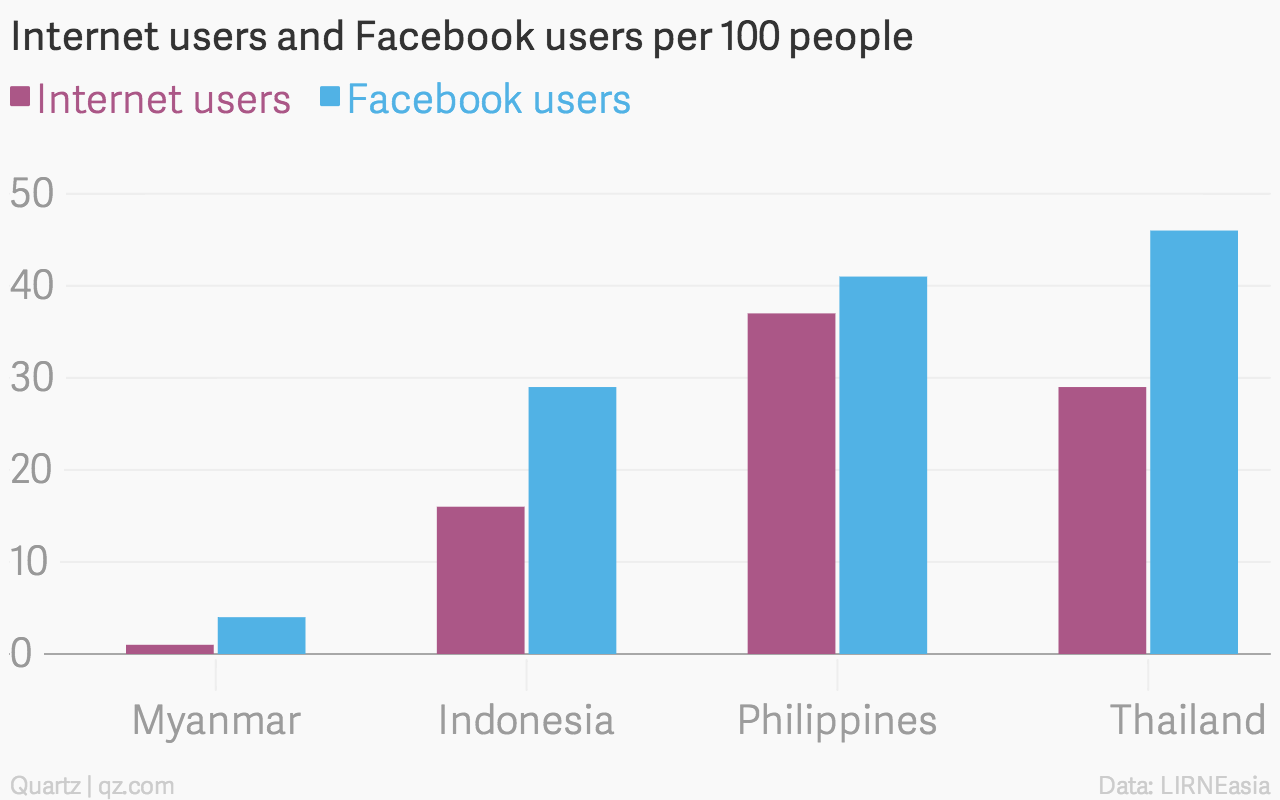 Internet users and Facebook users per 100 people
Internet users Facebook users
50
40
30
20
10
0
Myanmar Indonesia Philippines Thailand
Quartz | qz.com Data: LIRNEasia